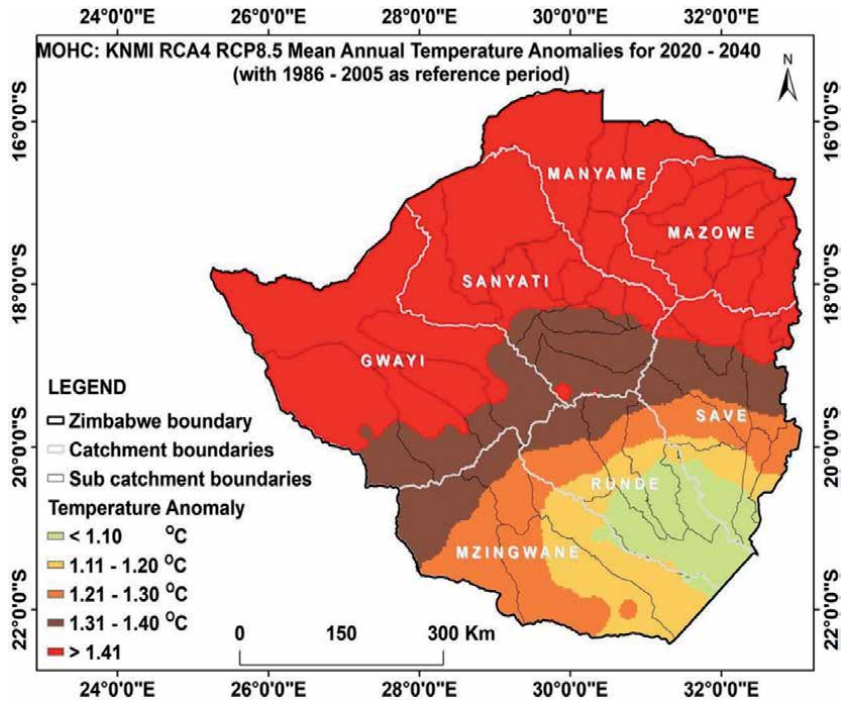 24°0'0"E 26°0'0"E 28°0'0"E 30°0'0"E 32°0'0"E
MOHC: KNMI RCA4 RCP8.5 Mean Annual Temperature Anomalies for 2020 - 2040
(with 1986 - 2005 as reference period)
N
16°0'0"S 16°0'0"S
MANYAME
MAZOWE
SANYATI
18°0'0"S 18°0'0"S
GWAYI
LEGEND
Zimbabwe boundary
Catchment boundaries
Sub catchment boundaries
SAVE
20°0'0"S 20°0'0"S
RUNDE
Temperature Anomaly
< 1.10 °C
1.11 - 1.20 °C
1.21 - 1.30 °C
1.31 - 1.40 °C
> 1.41
MZINGWANE
22°0'0"S 22°0'0"S
0 150 300 Km
24°0'0"E 26°0'0"E 28°0'0"E 30°0'0"E 32°0'0"E